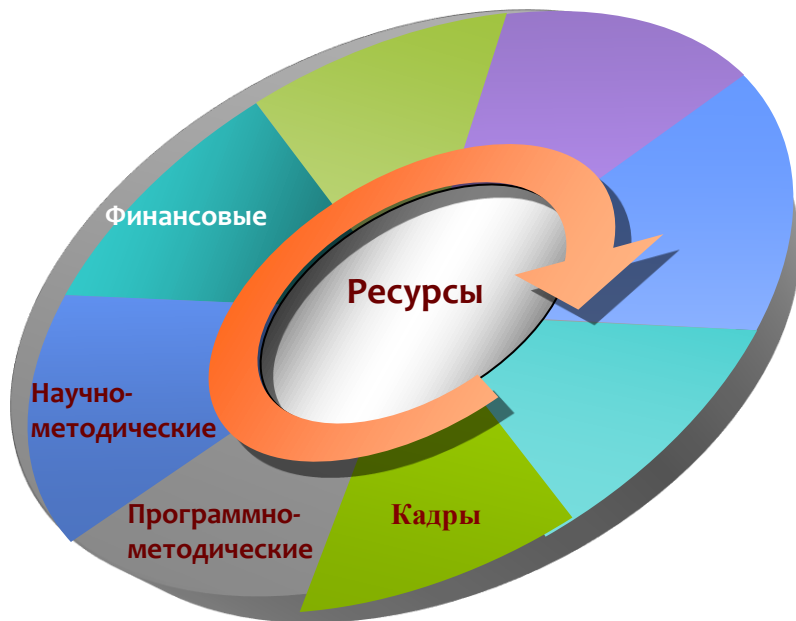 Финансовые
Ресурсы
Научно-
методические
Программно-
методические
Кадры